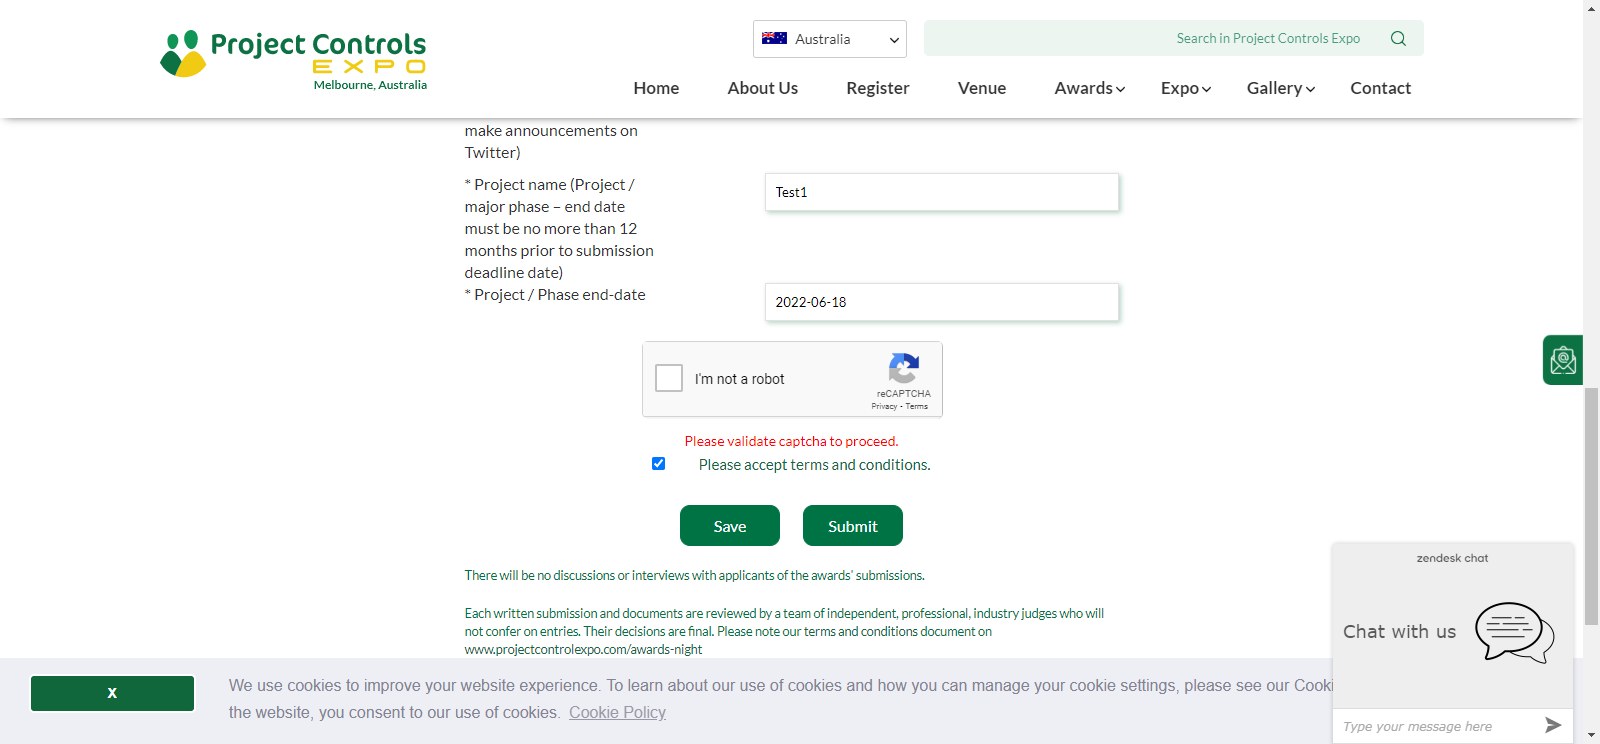 Project Controls
EXPO
Melbourne, Australia
Australia
Search in Project Controls Expo
Home About Us Register Venue Awards Expo Gallery Contact
make announcements on
Twitter)
* Project name (Project /
major phase – end date
must be no more than 12
months prior to submission
deadline date)
Test1
* Project / Phase end-date
2022-06-18
I'm not a robot
reCAPTCHA
Privacy - Terms
Please validate captcha to proceed.
Please accept terms and conditions.
Save Submit
There will be no discussions or interviews with applicants of the awards' submissions.
Each written submission and documents are reviewed by a team of independent, professional, industry judges who will
not confer on entries. Their decisions are final. Please note our terms and conditions document on
www.projectcontrolexpo.com/awards-night
X
We use cookies to improve your website experience. To learn about our use of cookies and how you can manage your cookie settings, please see our Cooki
the website, you consent to our use of cookies. Cookie Policy
zendesk chat
Chat with us
Type your message here